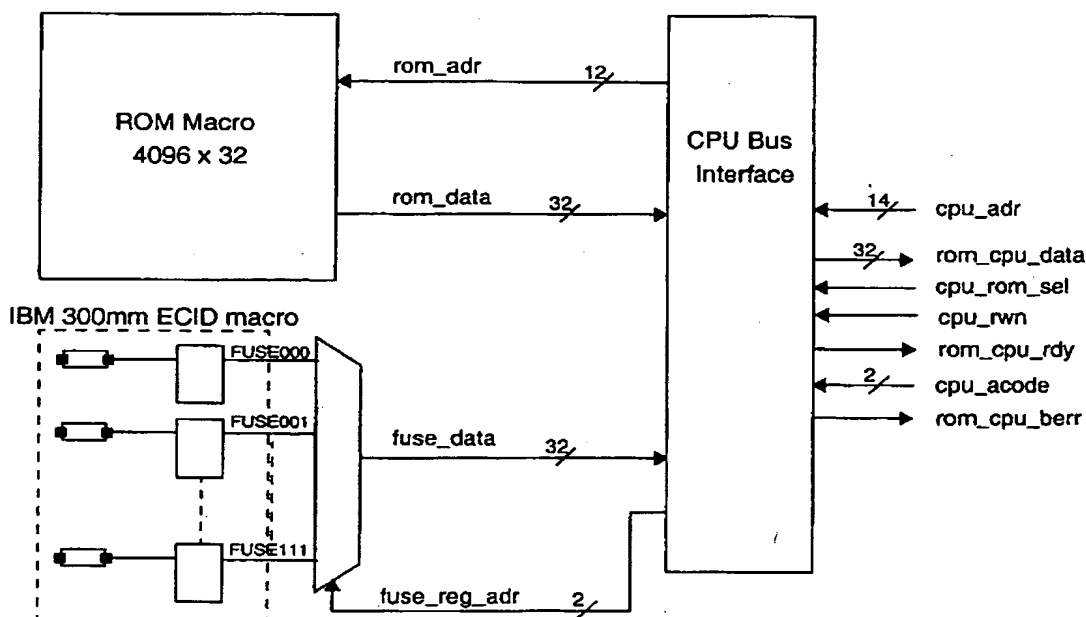 rom_adr
12
ROM Macro
4096 x 32
CPU Bus
Interface
rom_data
32
14
cpu_adr
32
rom_cpu_data
cpu_rom_sel
cpu_rwn
rom_cpu_rdy
2
cpu_acode
rom_cpu_berr
IBM 300mm ECID macro
FUSE000
FUSE001
fuse_data
32
FUSE111
fuse_reg_adr
2